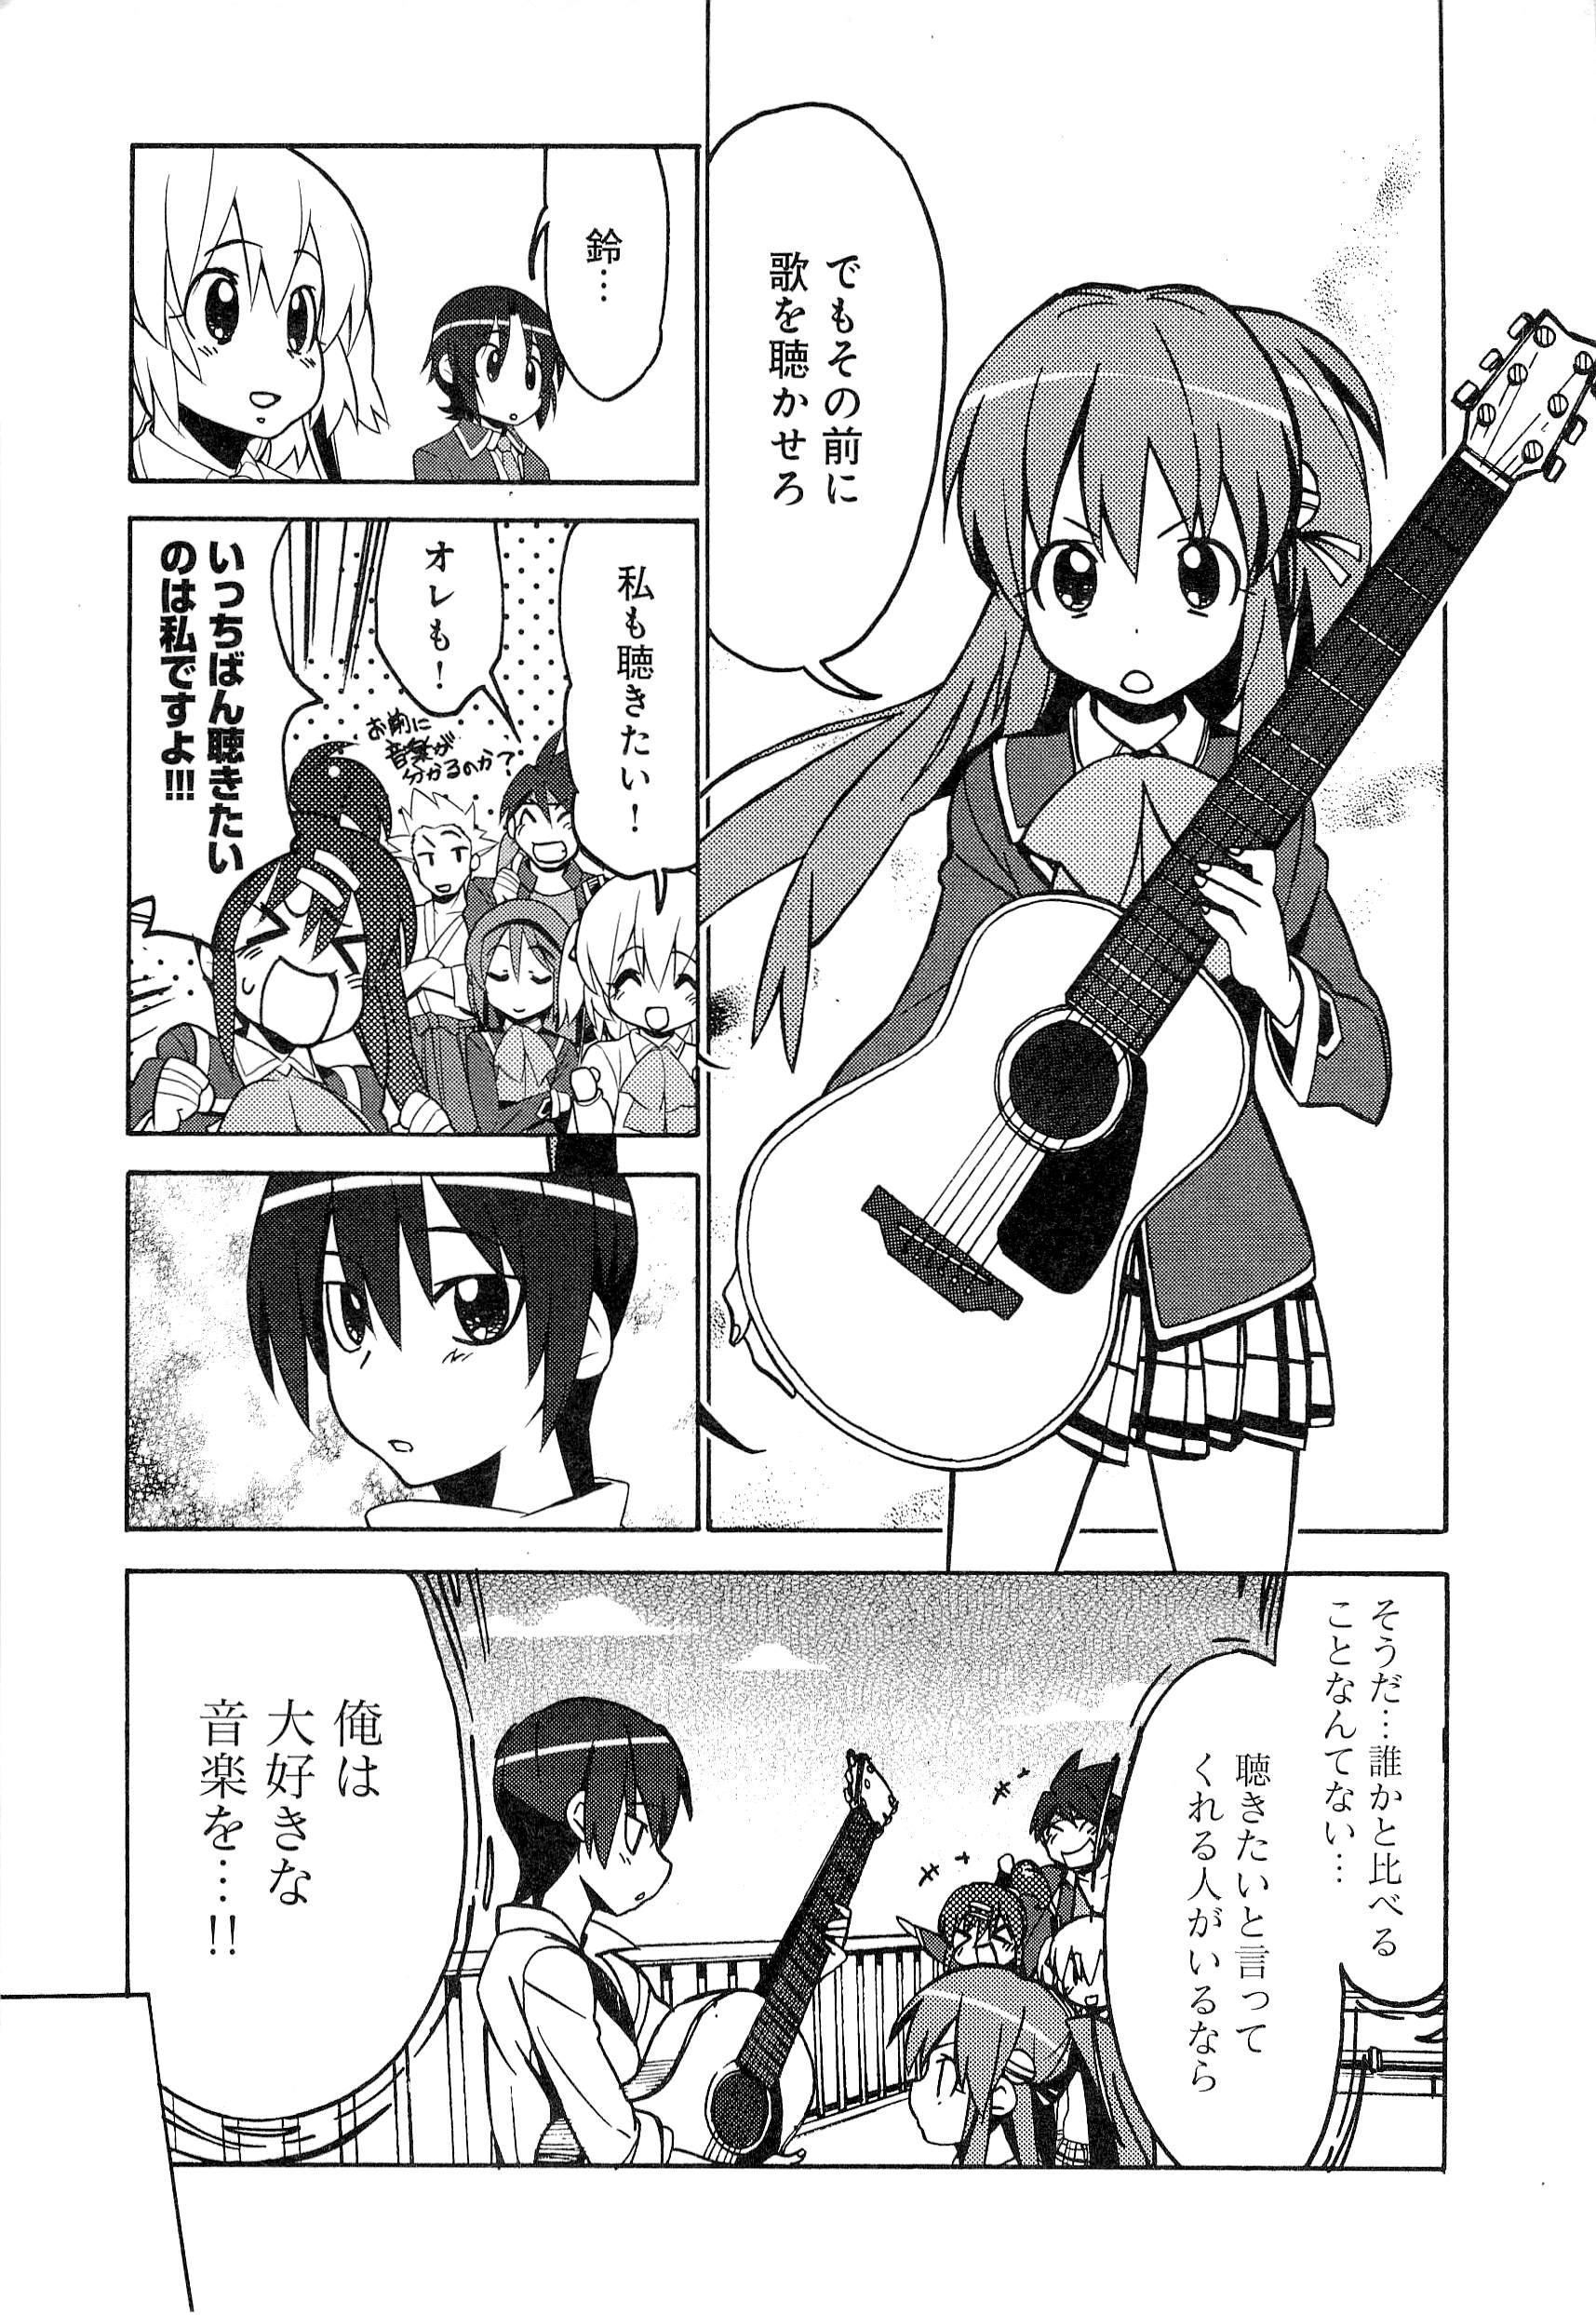 でもその前に
歌を聴かせろ
鈴…
私も聴きたい！
オレも！
お前に
音楽が
分かるのか？
いっちばん聴きたい
のは私ですよ!!!
そうだ…誰かと比べる
ことなんてない…
聴きたいと言って
くれる人がいるなら
俺は
大好きな
音楽を…!!